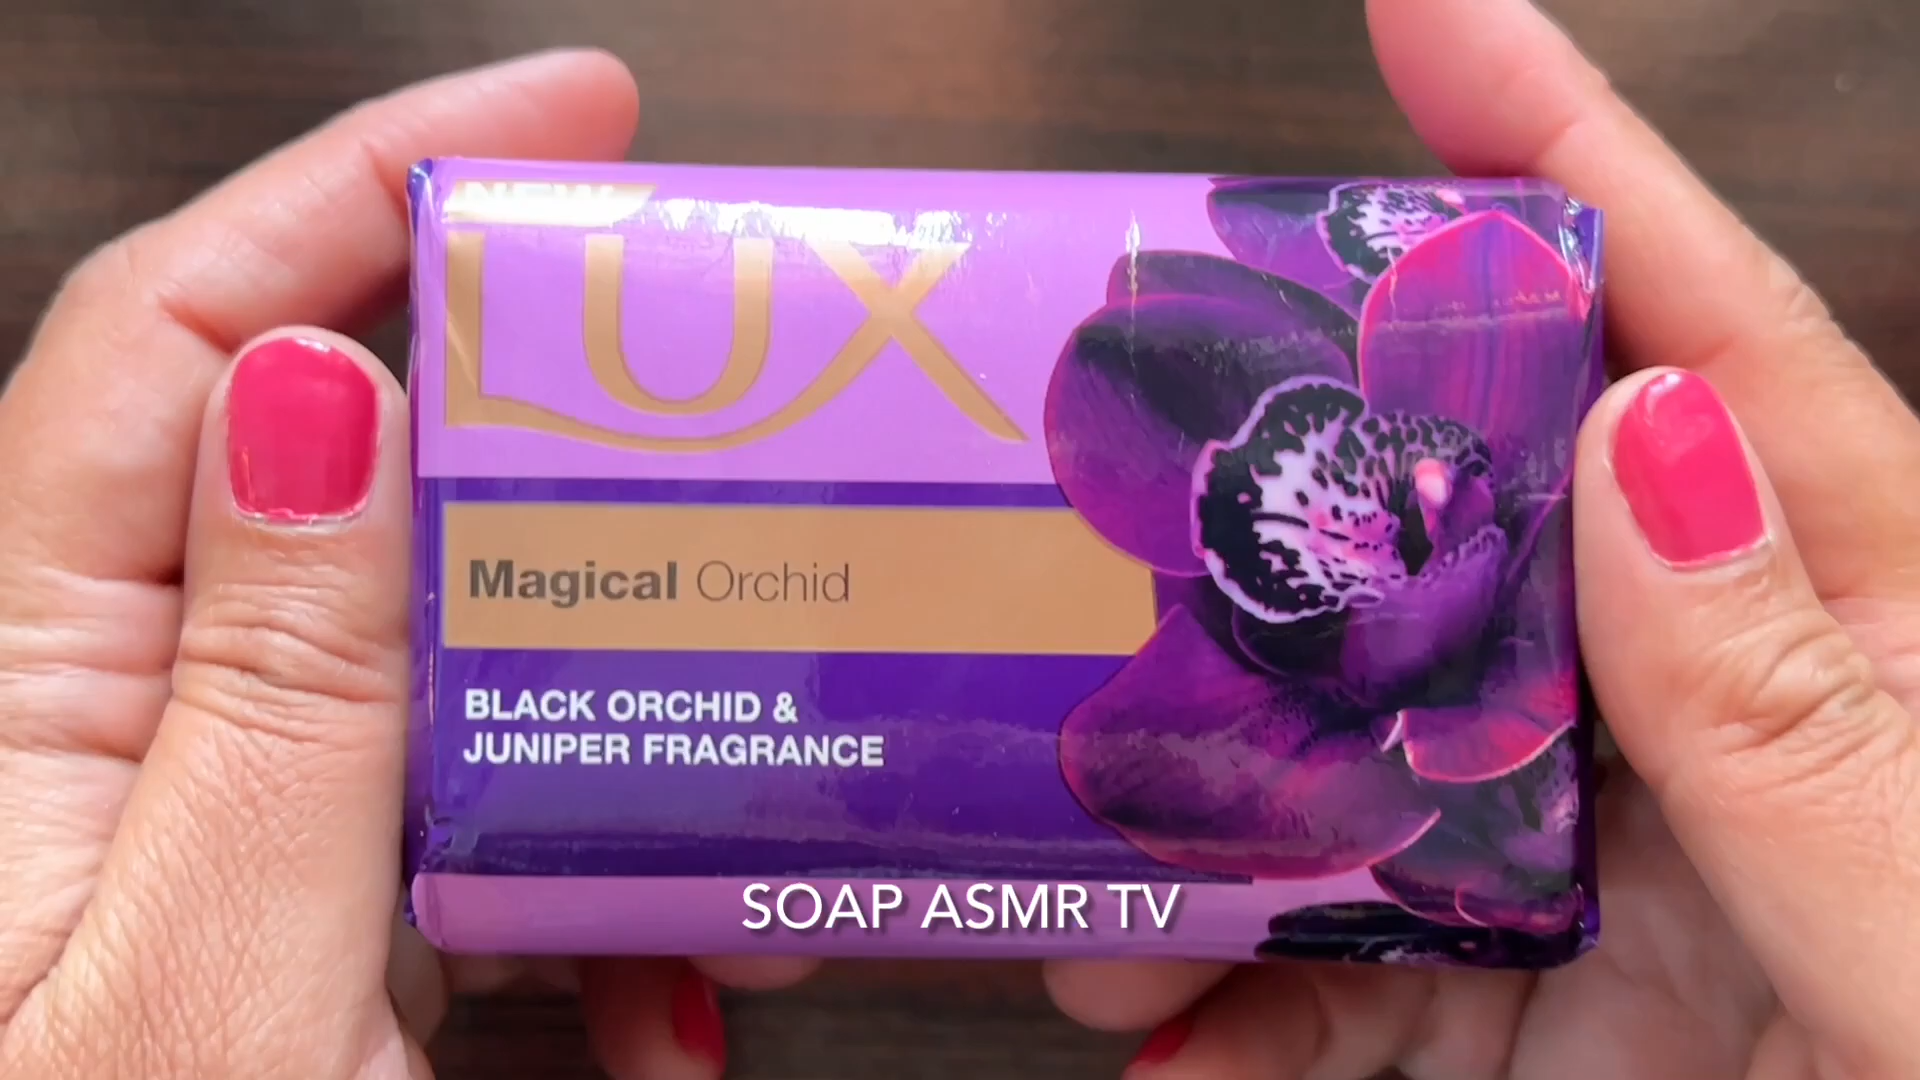 NEW
LUX
Magical Orchid
BLACK ORCHID &
JUNIPER FRAGRANCE
SOAP ASMR TV